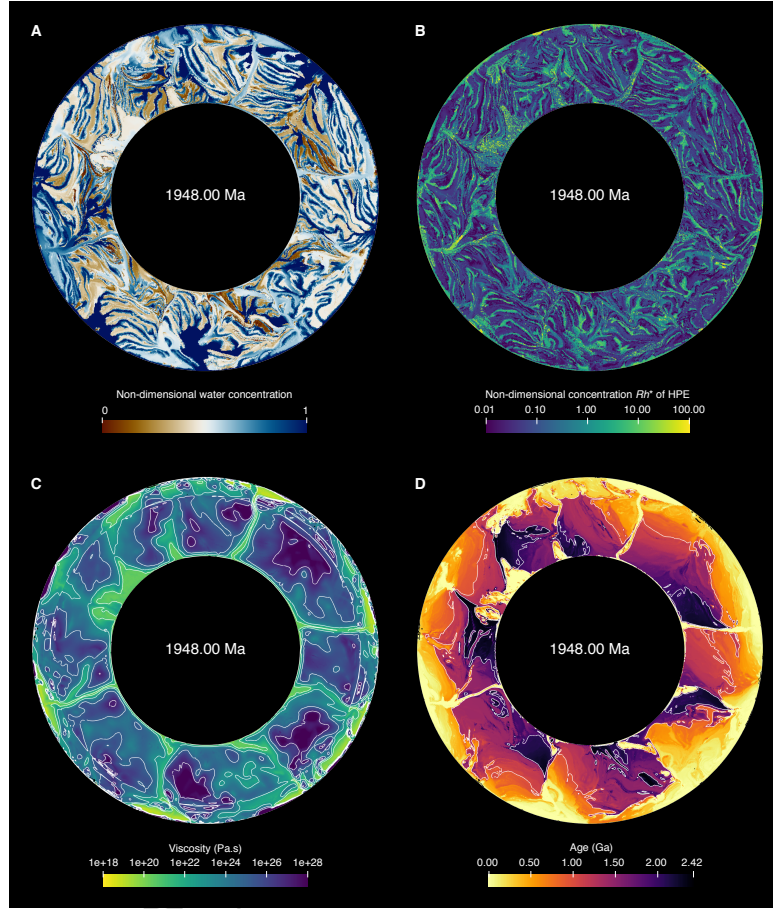 A
B
1948.00 Ma
1948.00 Ma
Non-dimensional water concentration
0 1
Non-dimensional concentration Rh* of HPE
0.01 0.10 1.00 10.00 100.00
C
D
1948.00 Ma
1948.00 Ma
Viscosity (Pa.s)
1e+18 1e+20 1e+22 1e+24 1e+26 1e+28
Age (Ga)
0.00 0.50 1.00 1.50 2.00 2.42